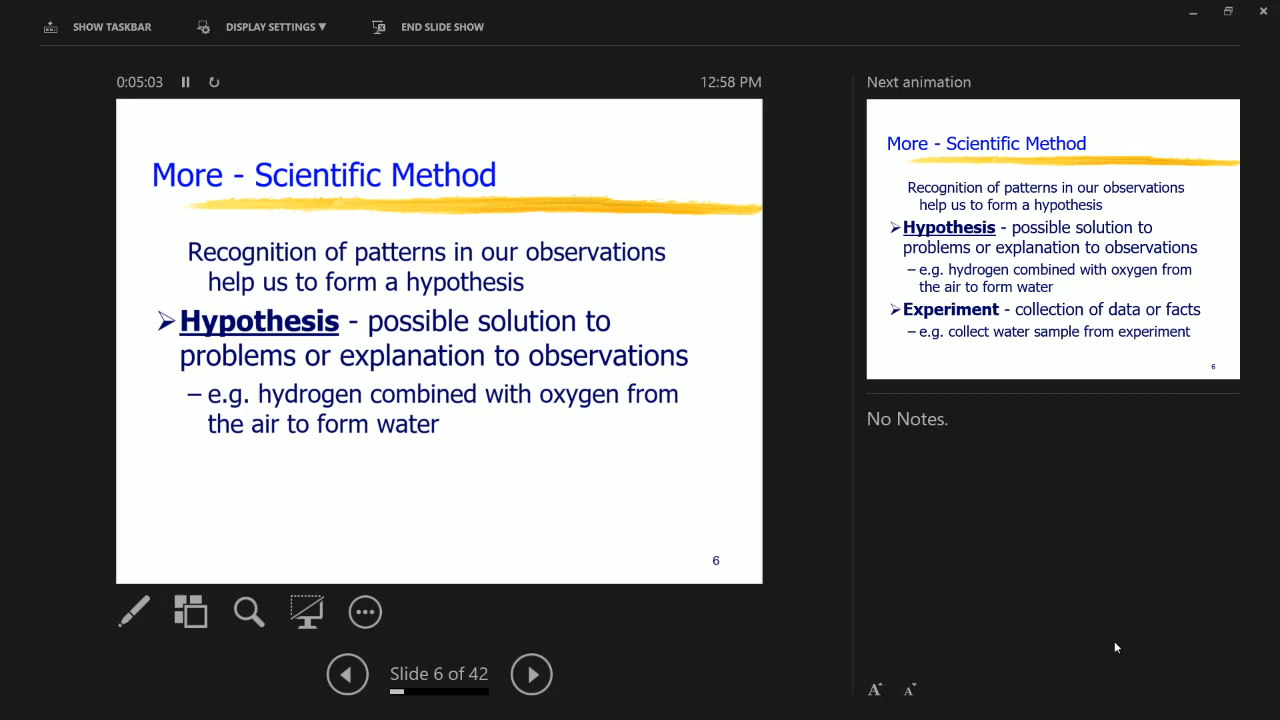 SHOW TASKBAR
DISPLAY SETTINGS ▼
END SLIDE SHOW
0:05:03
12:58 PM
More - Scientific Method
Recognition of patterns in our observations
help us to form a hypothesis
➢Hypothesis - possible solution to
problems or explanation to observations
– e.g. hydrogen combined with oxygen from
the air to form water
6
Slide 6 of 42
Next animation
More - Scientific Method
Recognition of patterns in our observations
help us to form a hypothesis
➢Hypothesis - possible solution to
problems or explanation to observations
– e.g. hydrogen combined with oxygen from
the air to form water
➢Experiment - collection of data or facts
– e.g. collect water sample from experiment
6
No Notes.
A A